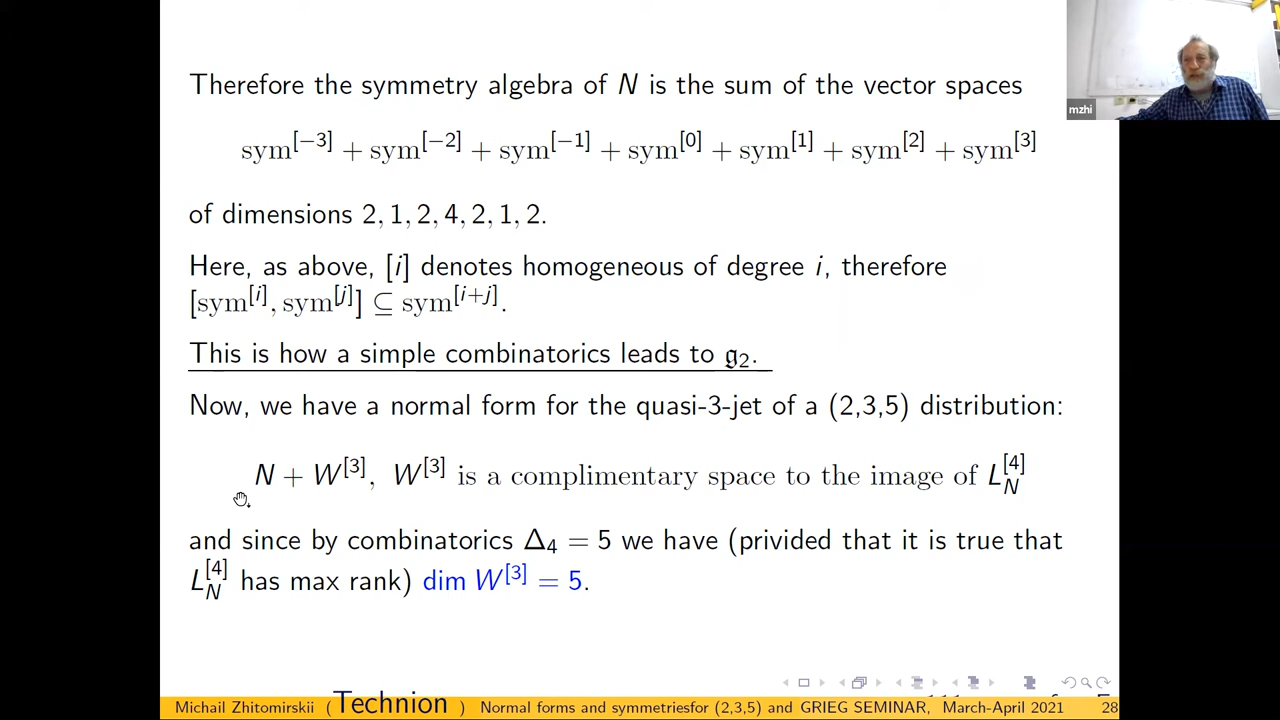 Therefore the symmetry algebra of N is the sum of the vector spaces
sym^[−3] + sym^[−2] + sym^[−1] + sym^[0] + sym^[1] + sym^[2] + sym^[3]
of dimensions 2, 1, 2, 4, 2, 1, 2.
Here, as above, [i] denotes homogeneous of degree i, therefore
[sym^[i], sym^[j]] ⊆ sym^[i+j].
This is how a simple combinatorics leads to 𝔤₂.
Now, we have a normal form for the quasi-3-jet of a (2,3,5) distribution:
N + W^[3], W^[3] is a complimentary space to the image of L_N^[4]
and since by combinatorics Δ₄ = 5 we have (privided that it is true that
L_N^[4] has max rank) dim W^[3] = 5.
mzhi
Michail Zhitomirskii ( Technion ) Normal forms and symmetriesfor (2,3,5) and GRIEG SEMINAR, March-April 2021 28